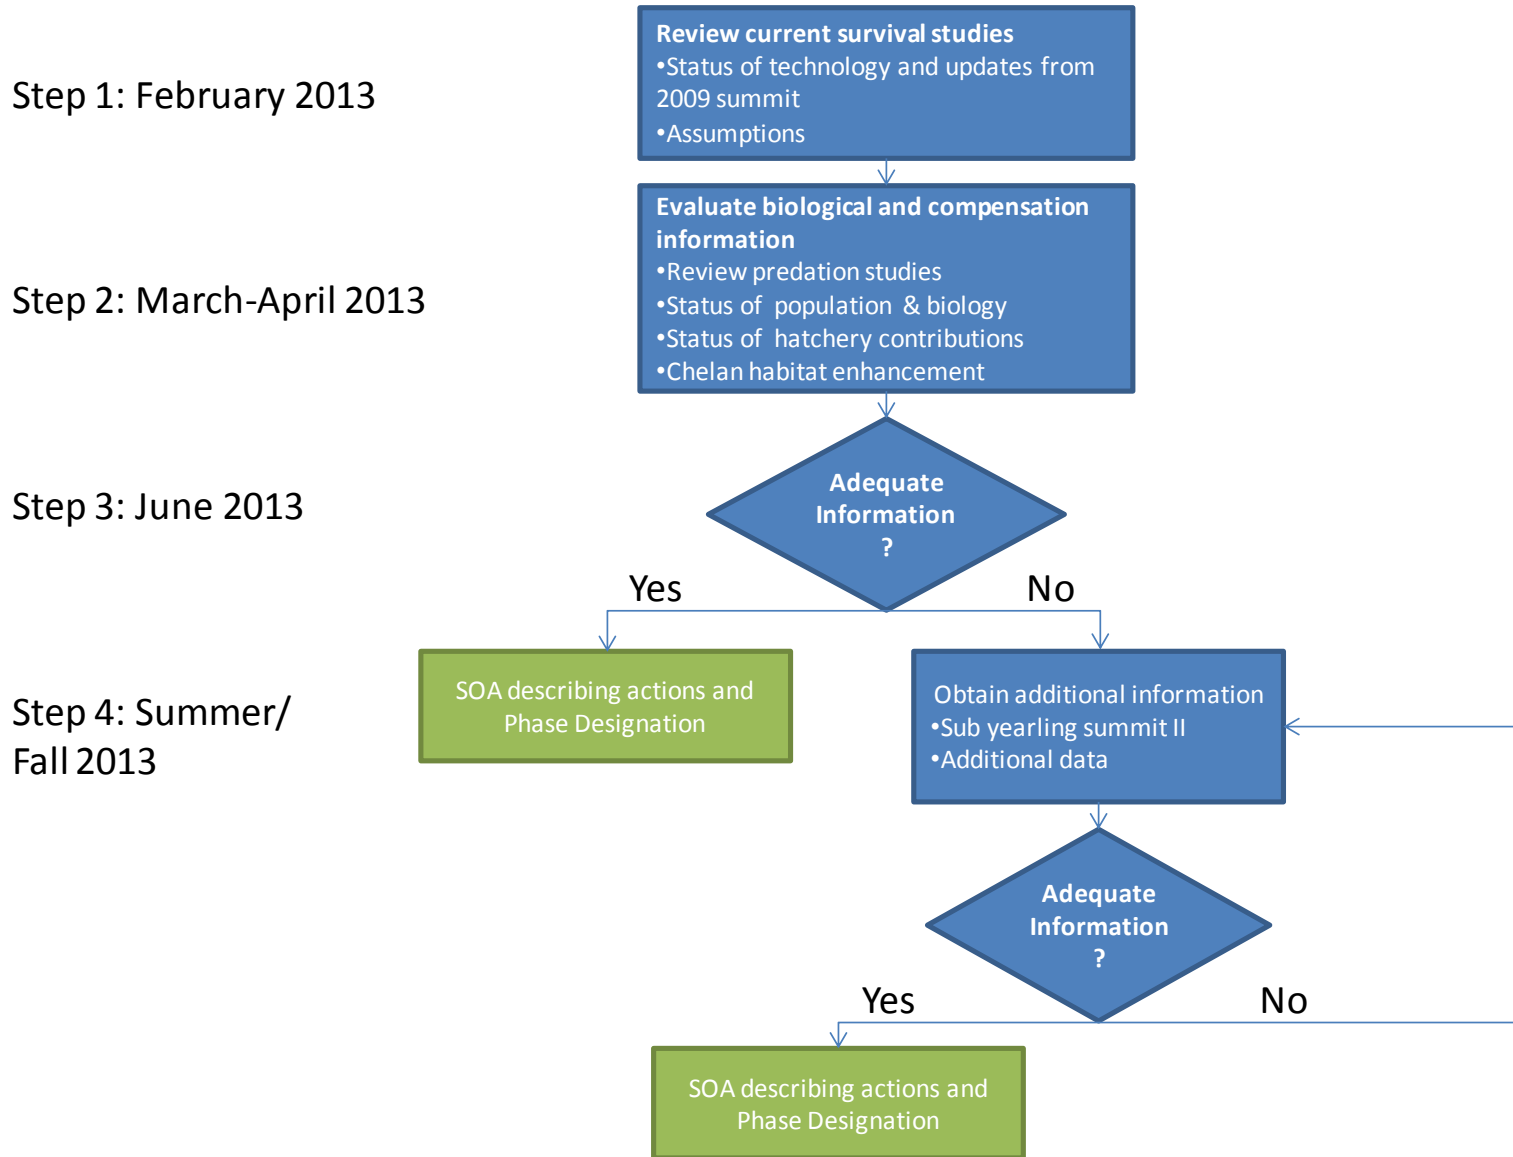 Step 1: February 2013
Review current survival studies
•Status of technology and updates from
2009 summit
•Assumptions
Step 2: March-April 2013
Evaluate biological and compensation
information
•Review predation studies
•Status of population & biology
•Status of hatchery contributions
•Chelan habitat enhancement
Step 3: June 2013
Adequate
Information
?
Yes
No
Step 4: Summer/
Fall 2013
SOA describing actions and
Phase Designation
Obtain additional information
•Sub yearling summit II
•Additional data
Adequate
Information
?
Yes
No
SOA describing actions and
Phase Designation